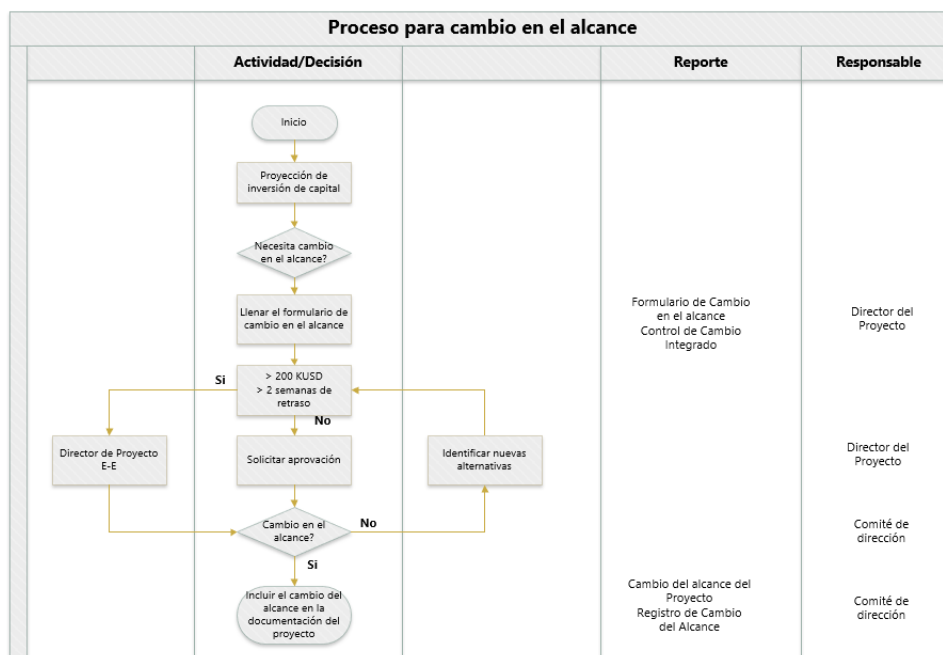 Proceso para cambio en el alcance
Actividad/Decisión
Reporte
Responsable
Inicio
Proyección de
inversión de capital
Necesita cambio
en el alcance?
Llenar el formulario de
cambio en el alcance
Formulario de Cambio
en el alcance
Control de Cambio
Integrado
Director del
Proyecto
Si
> 200 KUSD
> 2 semanas de
retraso
No
Director de Proyecto
E-E
Solicitar aprovación
Identificar nuevas
alternativas
Director del
Proyecto
Cambio en el
alcance?
No
Comité de
dirección
Si
Incluir el cambio del
alcance en la
documentación del
proyecto
Cambio del alcance del
Proyecto
Registro de Cambio
del Alcance
Comité de
dirección